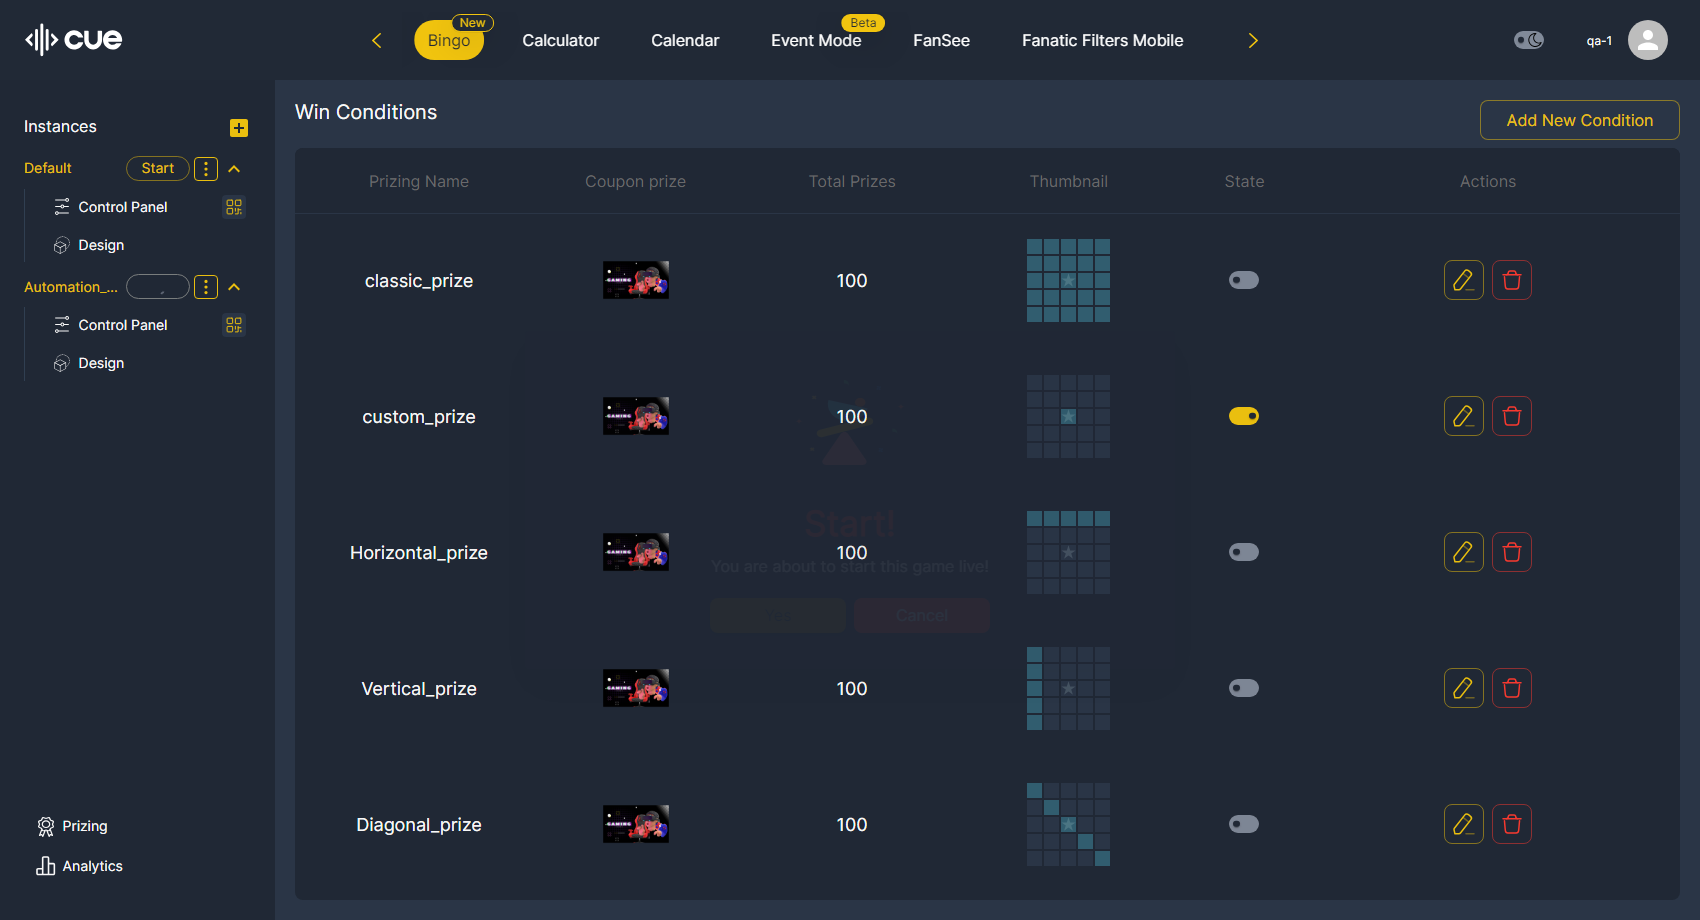 cue
Bingo
New
Calculator
Calendar
Event Mode
Beta
FanSee
Fanatic Filters Mobile
qa-1
Instances
Default
Start
Control Panel
Design
Automation_...
Control Panel
Design
Prizing
Analytics
Win Conditions
Add New Condition
Prizing Name
Coupon prize
Total Prizes
Thumbnail
State
Actions
classic_prize
GAMING
100
custom_prize
GAMING
100
Start!
Horizontal_prize
GAMING
100
You are about to start this game live!
Cancel
Vertical_prize
GAMING
100
Diagonal_prize
GAMING
100